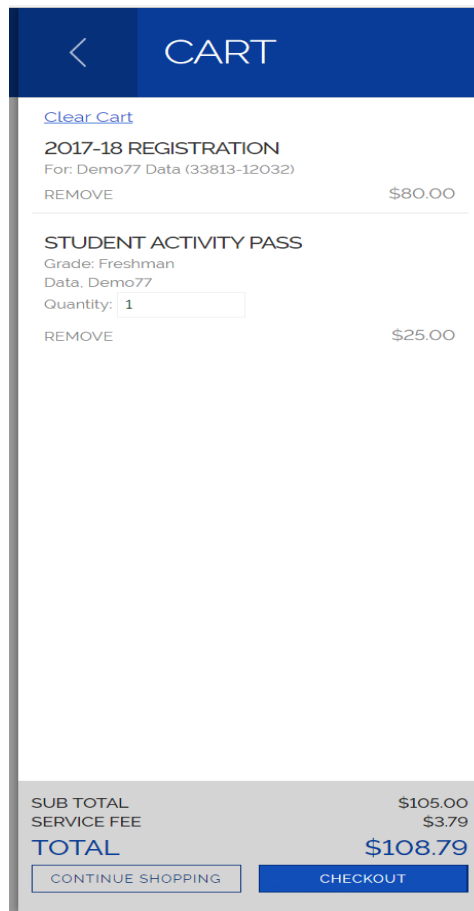 CART
Clear Cart
2017-18 REGISTRATION
For: Demo77 Data (33813-12032)
REMOVE $80.00
STUDENT ACTIVITY PASS
Grade: Freshman
Data, Demo77
Quantity: 1
REMOVE $25.00
SUB TOTAL $105.00
SERVICE FEE $3.79
TOTAL $108.79
CONTINUE SHOPPING CHECKOUT